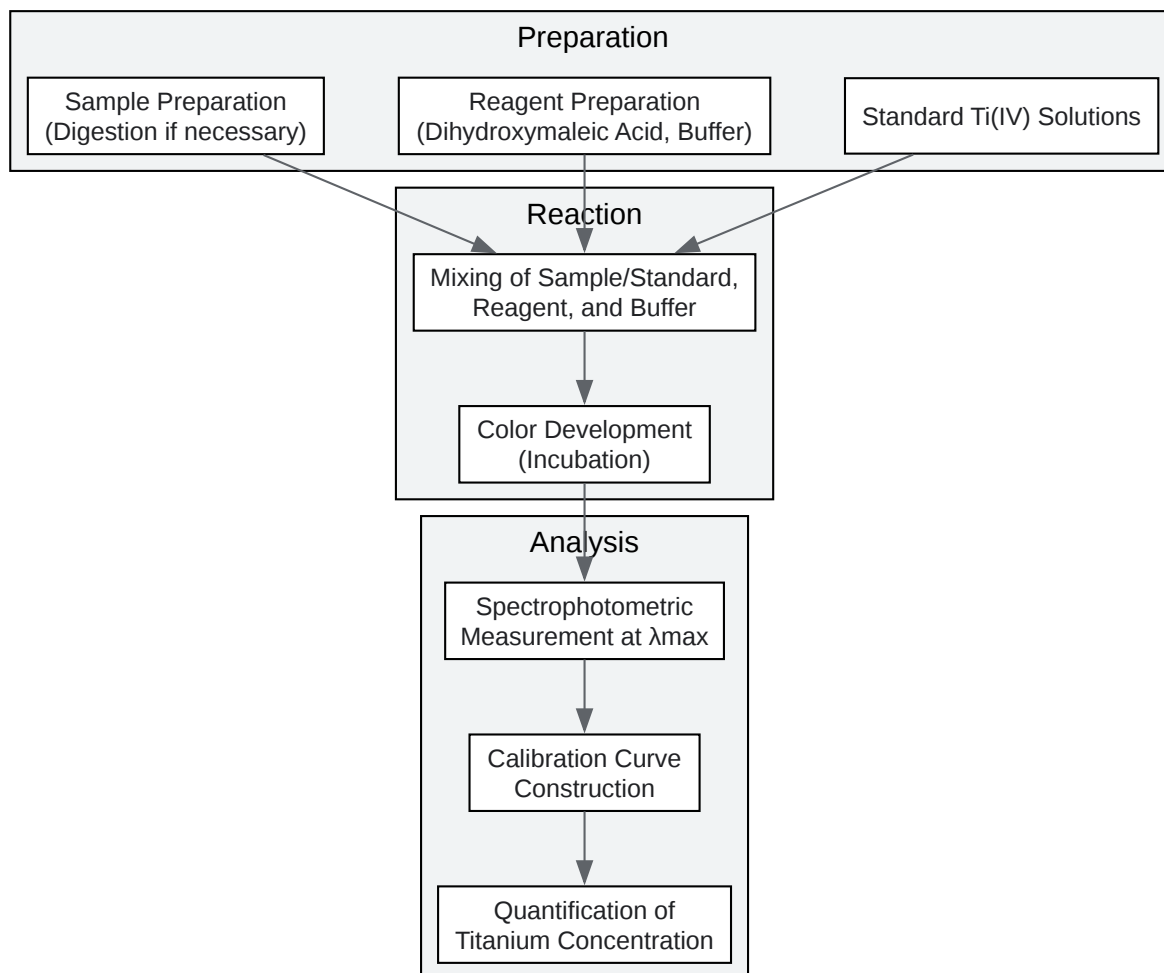 Preparation
Sample Preparation
(Digestion if necessary)
Reagent Preparation
(Dihydroxymaleic Acid, Buffer)
Standard Ti(IV) Solutions
Reaction
Mixing of Sample/Standard,
Reagent, and Buffer
Color Development
(Incubation)
Analysis
Spectrophotometric
Measurement at λmax
Calibration Curve
Construction
Quantification of
Titanium Concentration